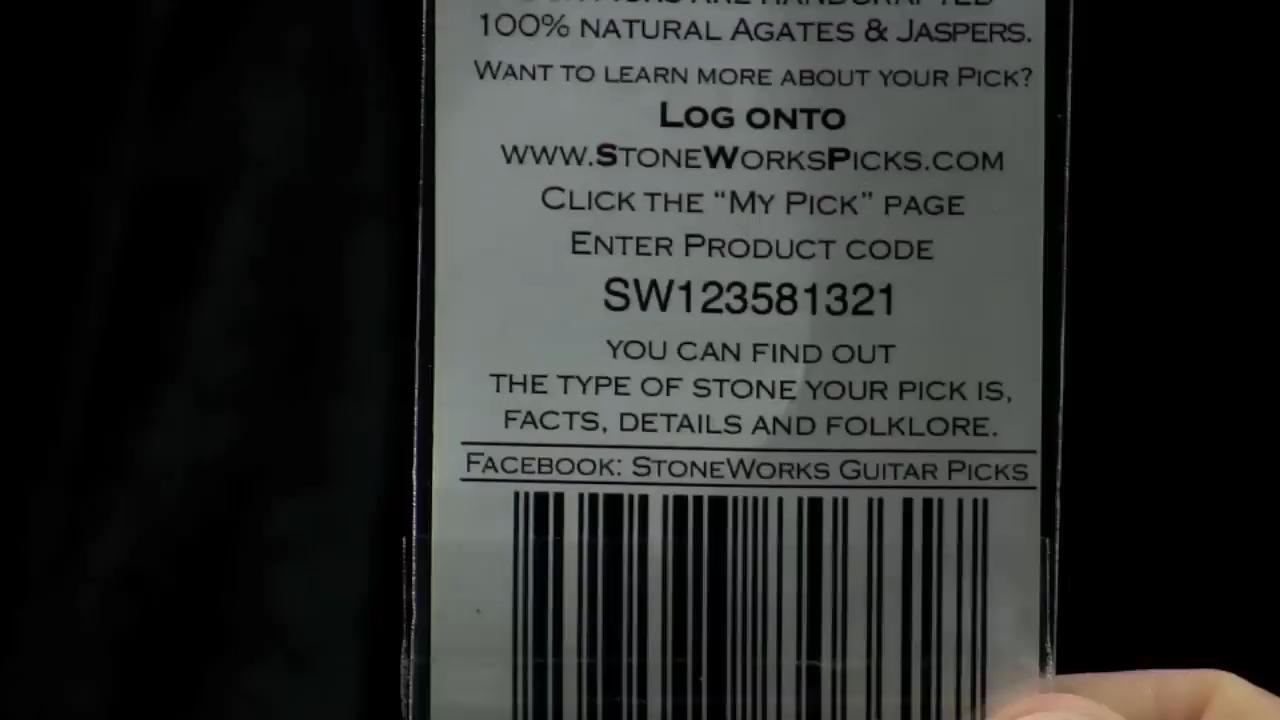 ARE HANDCRAFTED
100% NATURAL AGATES & JASPERS.
WANT TO LEARN MORE ABOUT YOUR PICK?
LOG ONTO
WWW.STONEWORKSPICKS.COM
CLICK THE “MY PICK” PAGE
ENTER PRODUCT CODE
SW123581321
YOU CAN FIND OUT
THE TYPE OF STONE YOUR PICK IS,
FACTS, DETAILS AND FOLKLORE.
FACEBOOK: STONEWORKS GUITAR PICKS